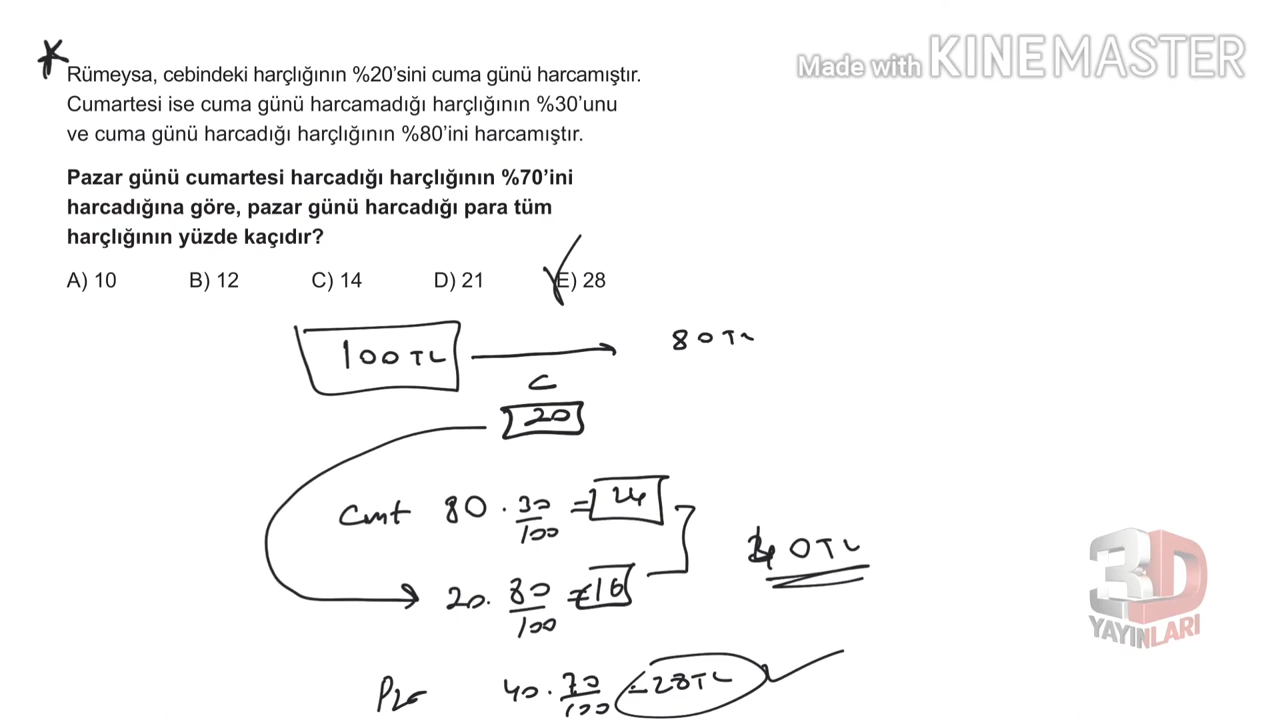 Made with KINEMASTER
Rümeysa, cebindeki harçlığının %20'sini cuma günü harcamıştır.
Cumartesi ise cuma günü harcamadığı harçlığının %30'unu
ve cuma günü harcadığı harçlığının %80'ini harcamıştır.
Pazar günü cumartesi harcadığı harçlığının %70'ini
harcadığına göre, pazar günü harcadığı para tüm
harçlığının yüzde kaçıdır?
A) 10 B) 12 C) 14 D) 21 E) 28
100 TL 80 TL
C
20
Cmt 80 . 30/100 = 24
40 TL
20. 80/100 = 16
3D
YAYINLARI
Pzr 40 . 70/100 = 28 TL